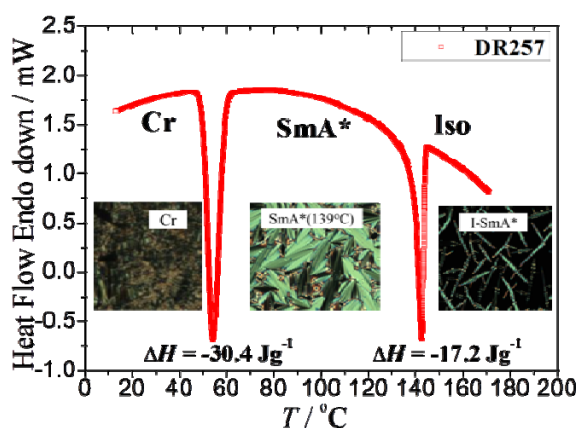 DR257
Heat Flow Endo down / mW
2.5
2.0
1.5
1.0
0.5
0.0
-0.5
-1.0
Cr
SmA*
Iso
Cr
SmA*(139°C)
I-SmA*
ΔH = -30.4 Jg⁻¹
ΔH = -17.2 Jg⁻¹
0 20 40 60 80 100 120 140 160 180 200
T / °C